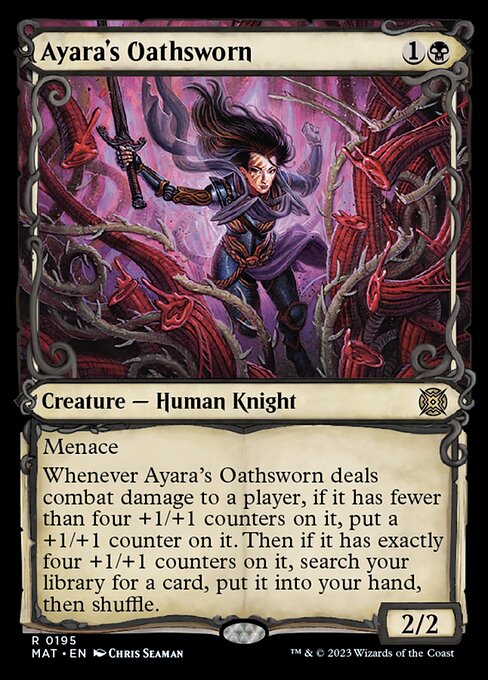 Ayara's Oathsworn 1
Creature — Human Knight
Menace
Whenever Ayara's Oathsworn deals
combat damage to a player, if it has fewer
than four +1/+1 counters on it, put a
+1/+1 counter on it. Then if it has exactly
four +1/+1 counters on it, search your
library for a card, put it into your hand,
then shuffle.
2/2
R 0195
MAT • EN Chris Seaman
™ & © 2023 Wizards of the Coast